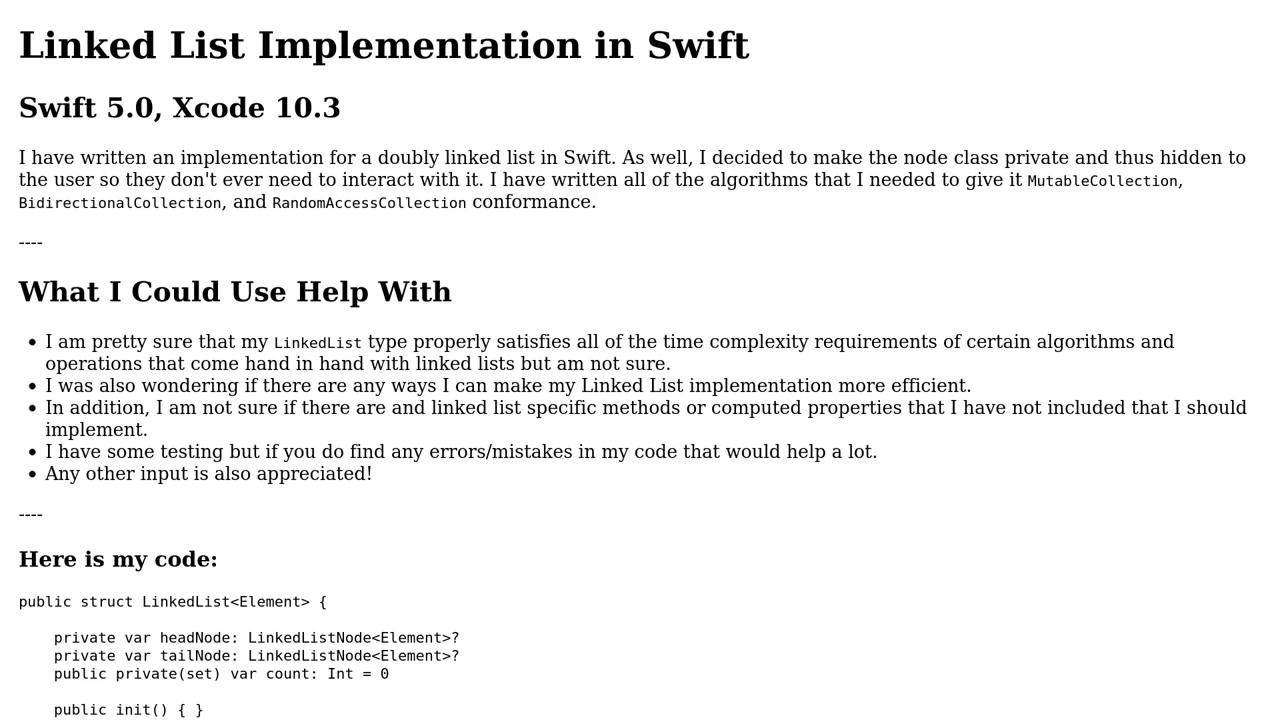 Linked List Implementation in Swift
Swift 5.0, Xcode 10.3
I have written an implementation for a doubly linked list in Swift. As well, I decided to make the node class private and thus hidden to
the user so they don't ever need to interact with it. I have written all of the algorithms that I needed to give it MutableCollection,
BidirectionalCollection, and RandomAccessCollection conformance.
----
What I Could Use Help With
• I am pretty sure that my LinkedList type properly satisfies all of the time complexity requirements of certain algorithms and
operations that come hand in hand with linked lists but am not sure.
• I was also wondering if there are any ways I can make my Linked List implementation more efficient.
• In addition, I am not sure if there are and linked list specific methods or computed properties that I have not included that I should
implement.
• I have some testing but if you do find any errors/mistakes in my code that would help a lot.
• Any other input is also appreciated!
----
Here is my code:
public struct LinkedList<Element> {
    private var headNode: LinkedListNode<Element>?
    private var tailNode: LinkedListNode<Element>?
    public private(set) var count: Int = 0
    public init() { }